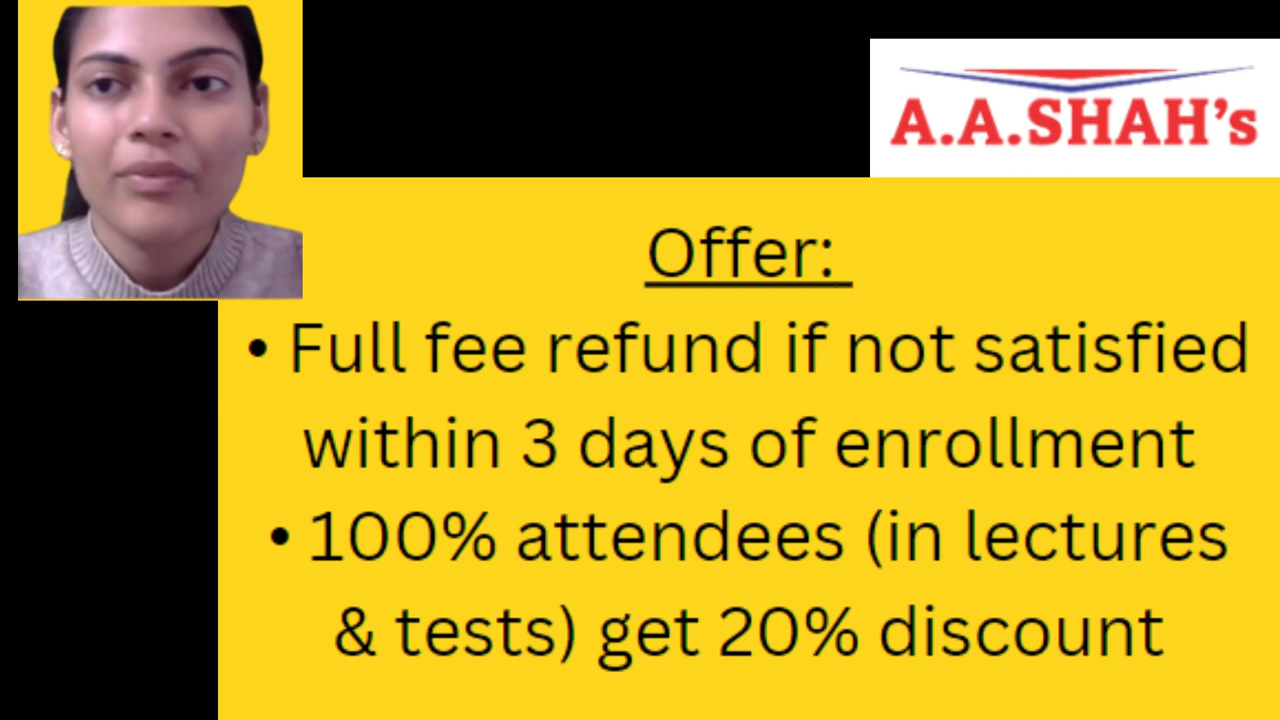 A.A.SHAH's
Offer:
• Full fee refund if not satisfied
within 3 days of enrollment
• 100% attendees (in lectures
& tests) get 20% discount